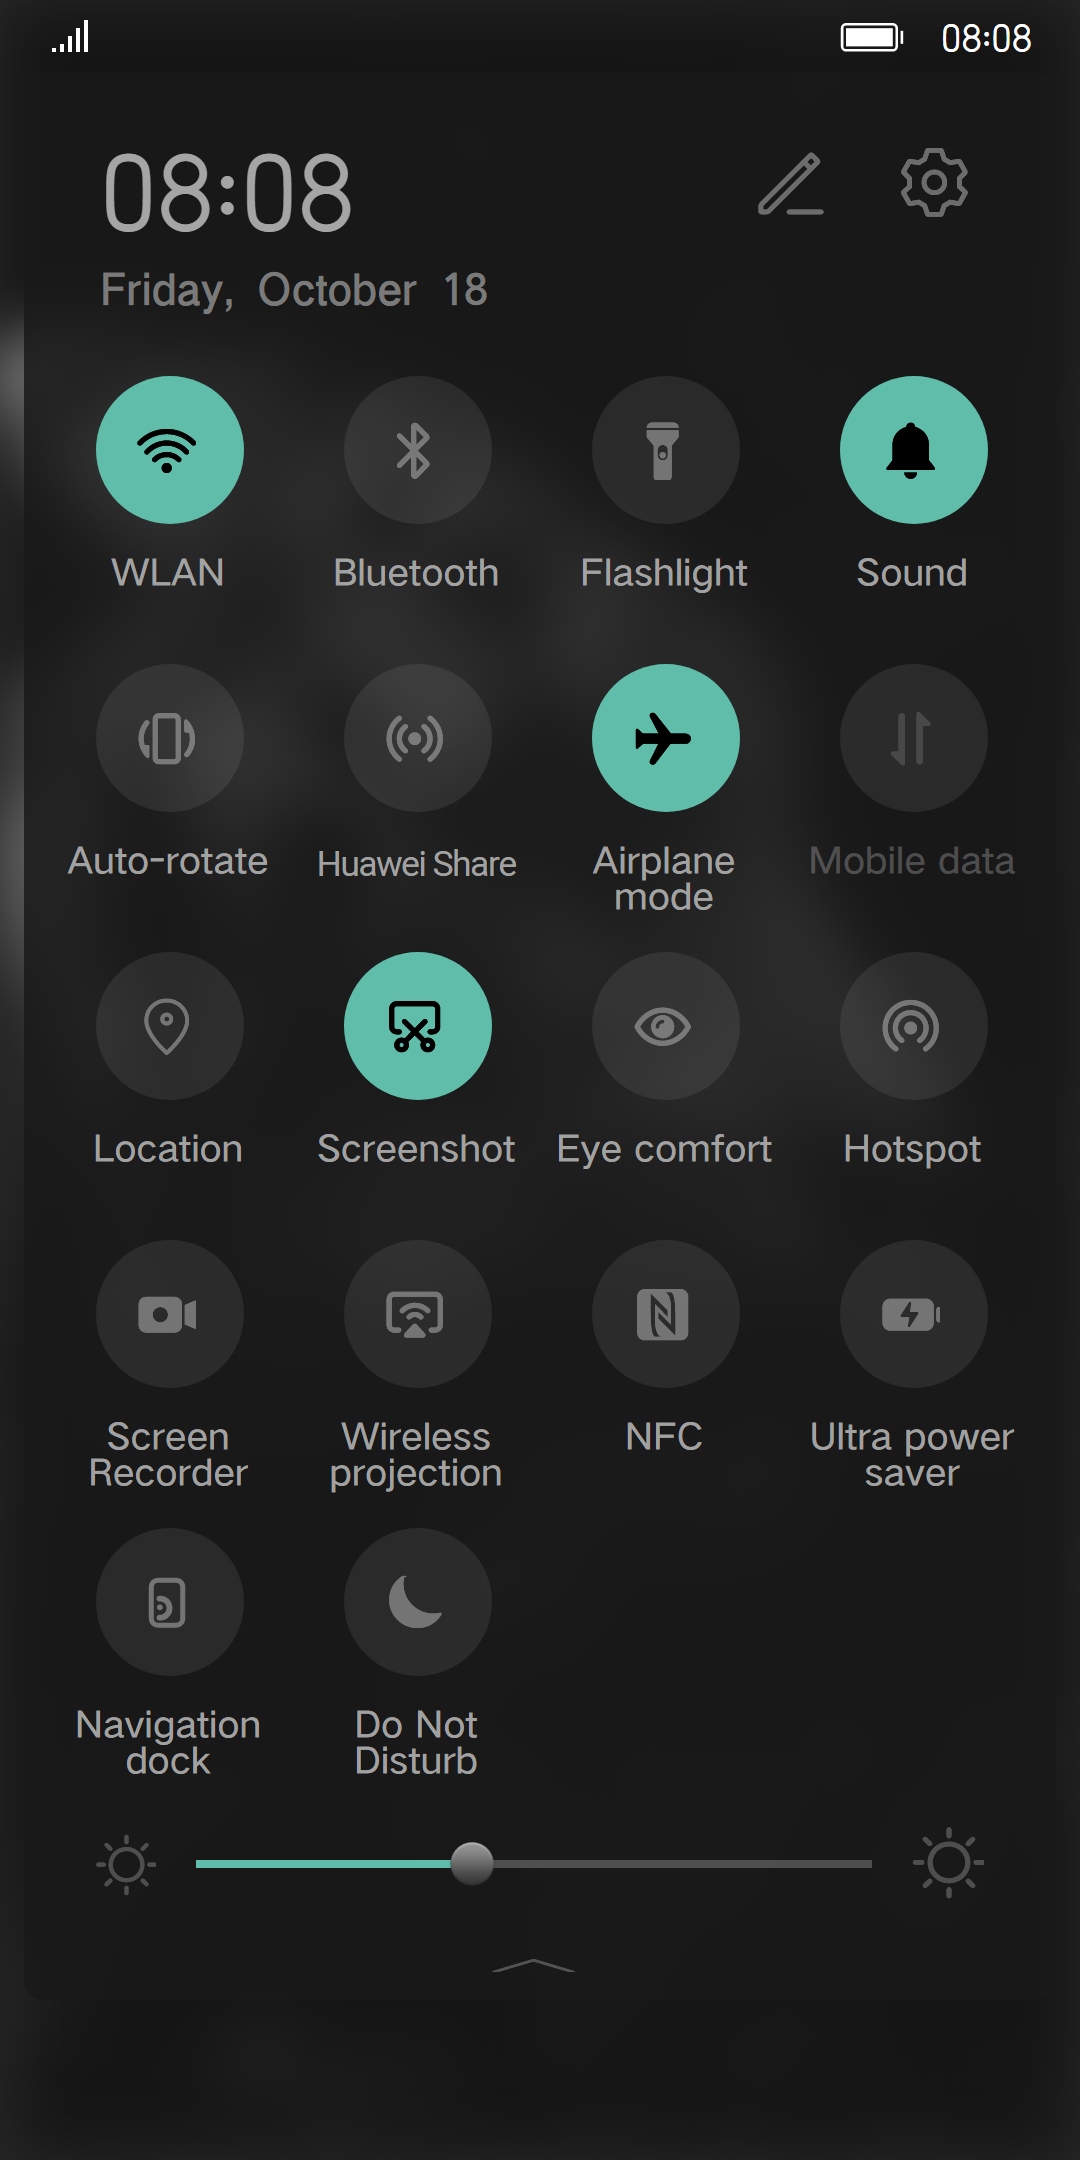 08:08
08:08
Friday, October 18
WLAN
Bluetooth
Flashlight
Sound
Auto-rotate
Huawei Share
Airplane
mode
Mobile data
Location
Screenshot
Eye comfort
Hotspot
Screen
Recorder
Wireless
projection
NFC
Ultra power
saver
Navigation
dock
Do Not
Disturb